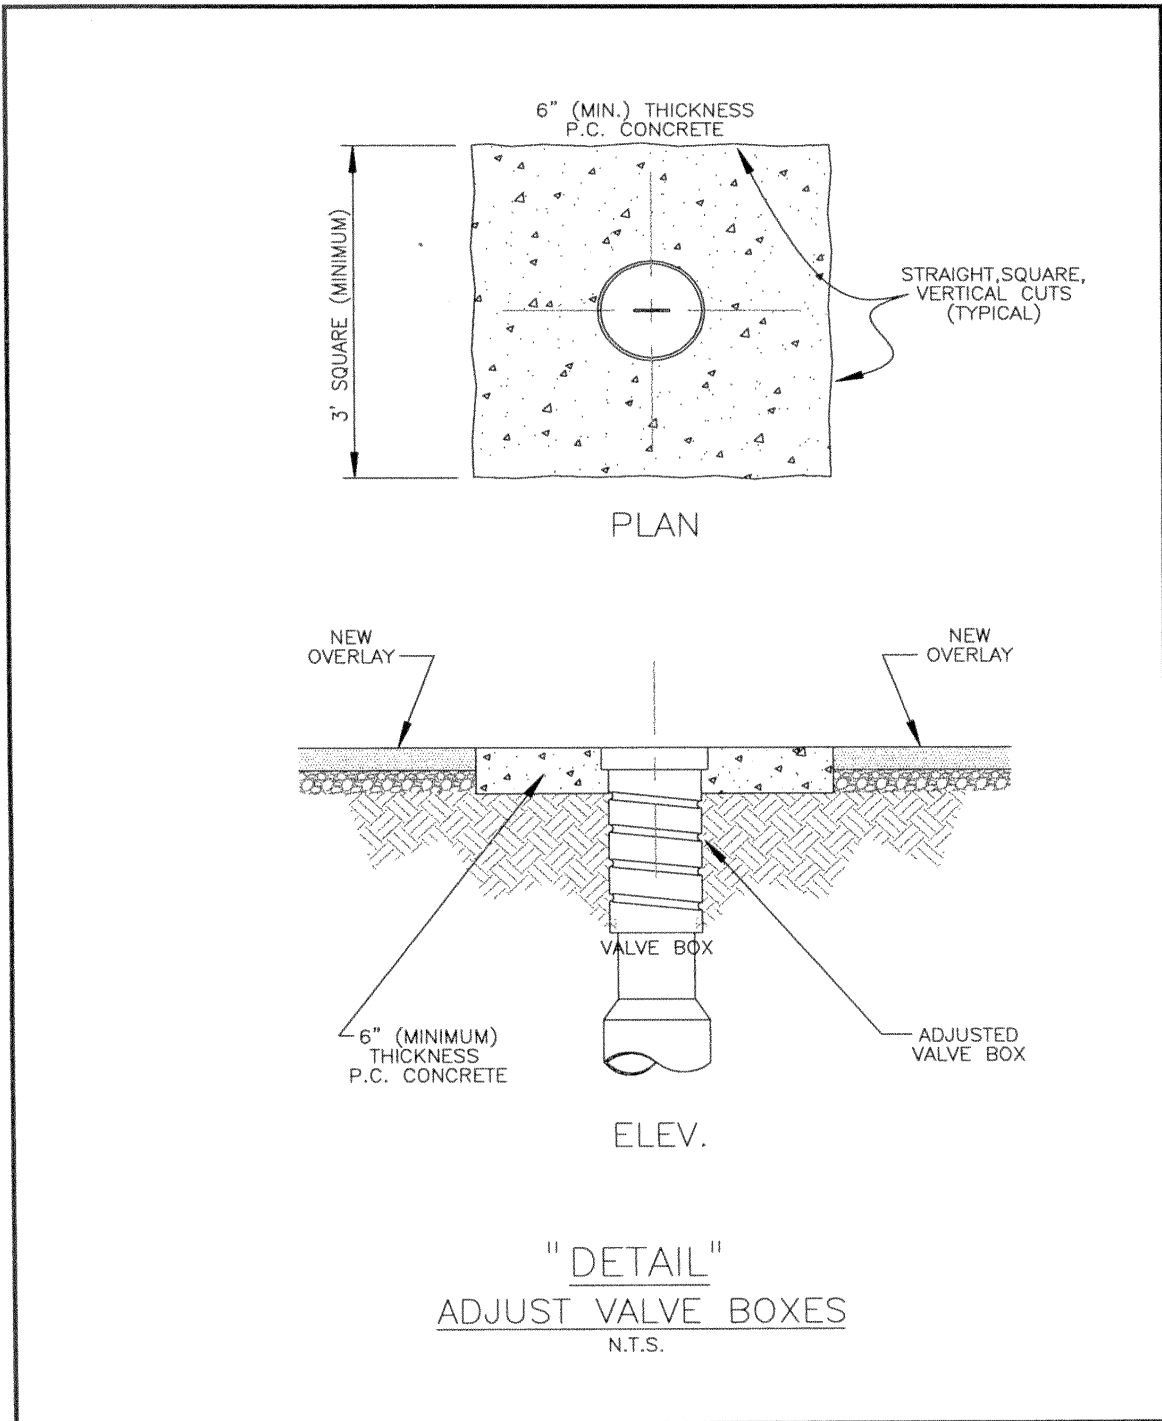 6" (MIN.) THICKNESS
P.C. CONCRETE
3' SQUARE (MINIMUM)
STRAIGHT,SQUARE,
VERTICAL CUTS
(TYPICAL)
PLAN
NEW
OVERLAY
NEW
OVERLAY
VALVE BOX
6" (MINIMUM)
THICKNESS
P.C. CONCRETE
ADJUSTED
VALVE BOX
ELEV.
"DETAIL"
ADJUST VALVE BOXES
N.T.S.